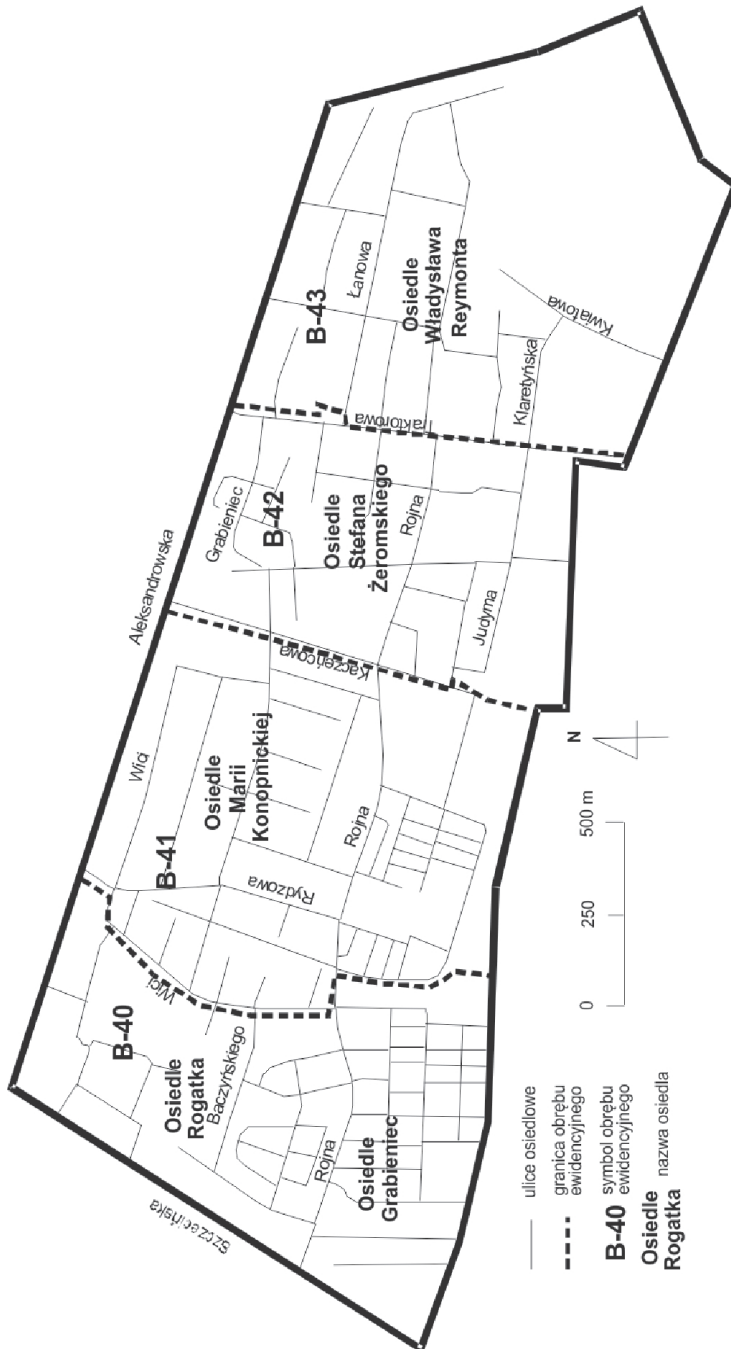 Aleksandrowska
Szczecińska
B-40
Osiedle
Rogatka
Baczyńskiego
Rojna
Osiedle
Grabieniec
Wici
B-41
Wici
Osiedle
Marii
Konopnickiej
Rydzowa
Rojna
Kaczeńcowa
Grabieniec
B-42
Osiedle
Stefana
Żeromskiego
Rojna
Judyma
Traktorowa
B-43
Łanowa
Osiedle
Władysława
Reymonta
Klaretyńska
Kwiatowa
ulice osiedlowe
granica obrębu
ewidencyjnego
B-40 symbol obrębu
ewidencyjnego
Osiedle
Rogatka nazwa osiedla
0 250 500 m
N